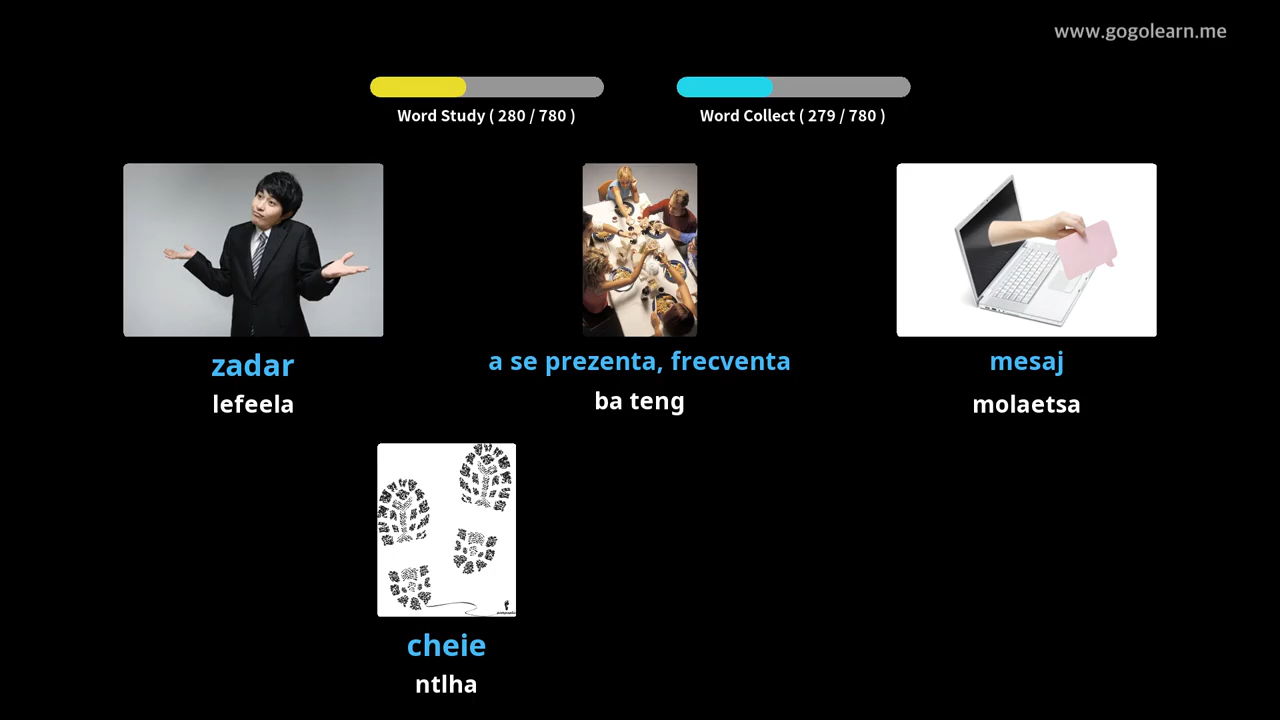 www.gogolearn.me
Word Study ( 280 / 780 )
Word Collect ( 279 / 780 )
zadar
lefeela
a se prezenta, frecventa
ba teng
mesaj
molaetsa
cheie
ntlha